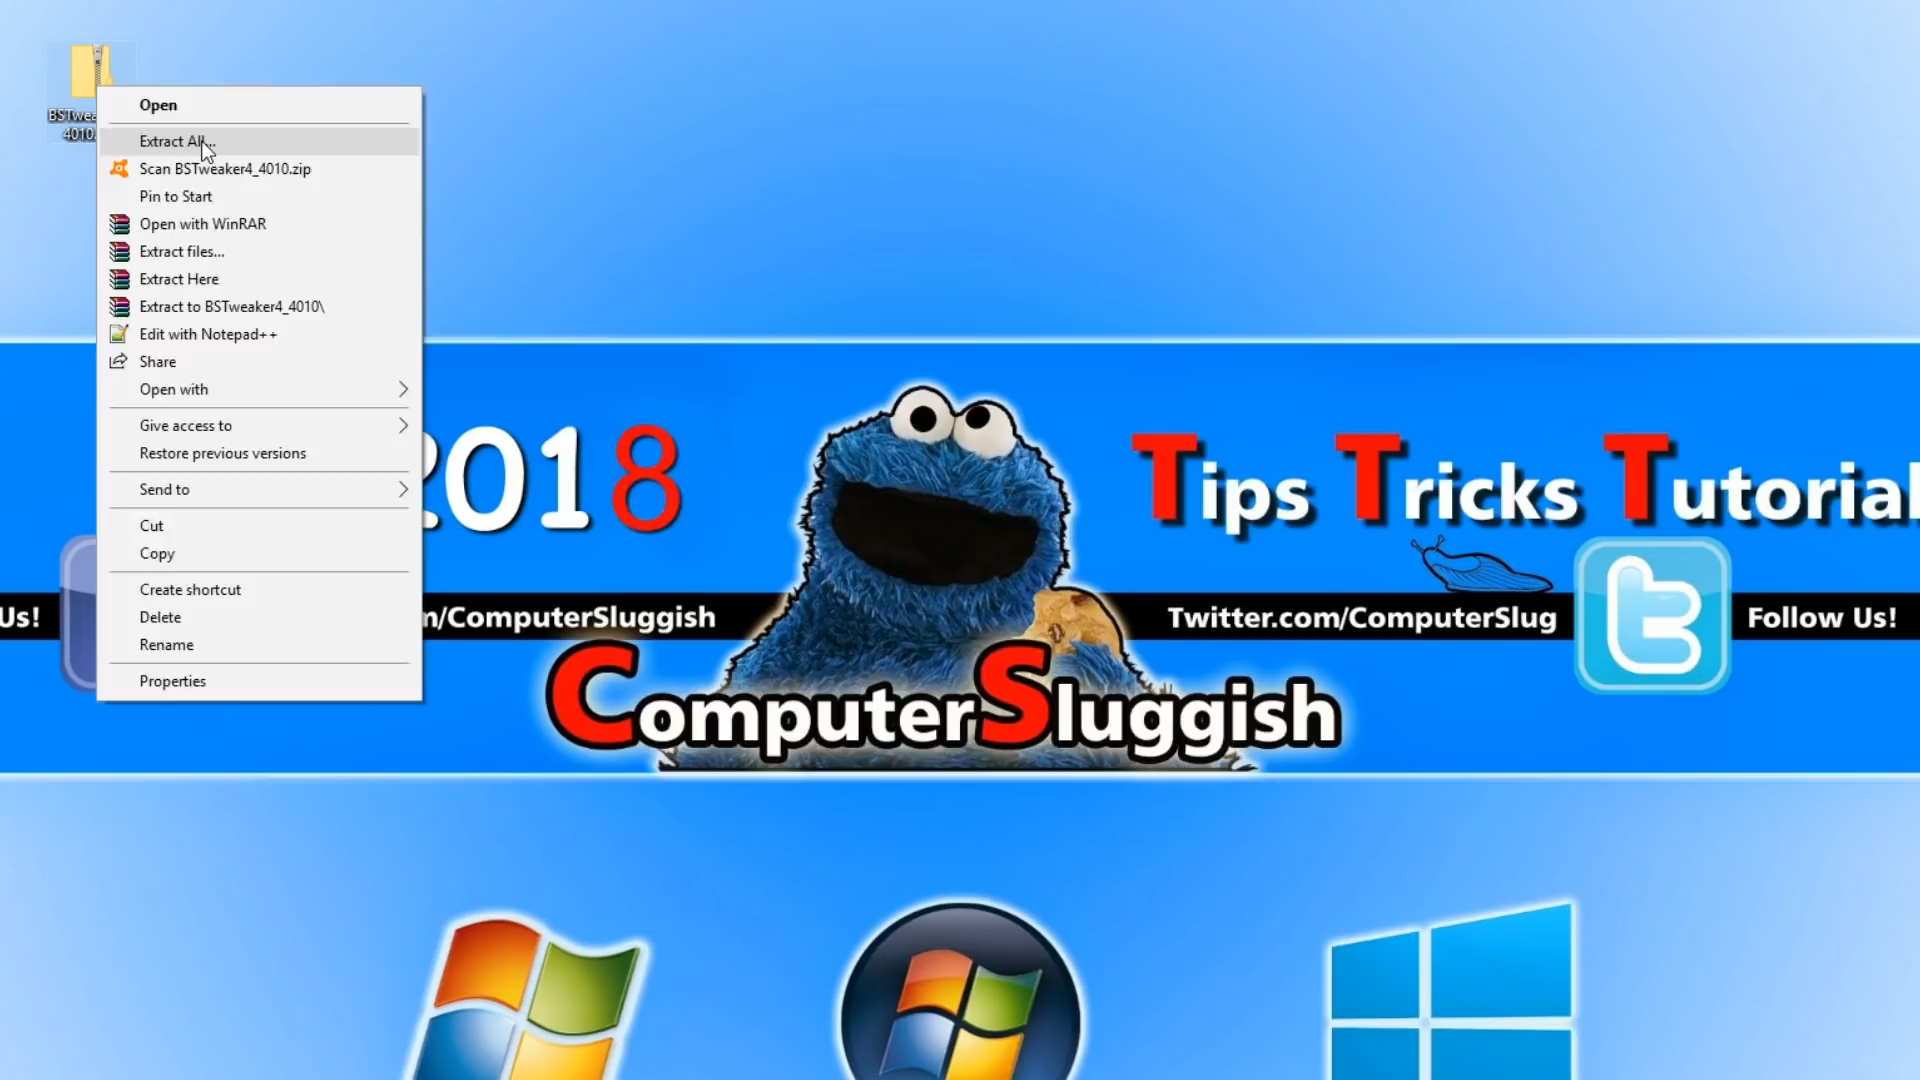 BSTwea
4010.
Open
Extract All...
Scan BSTweaker4_4010.zip
Pin to Start
Open with WinRAR
Extract files...
Extract Here
Extract to BSTweaker4_4010\
Edit with Notepad++
Share
Open with
Give access to
Restore previous versions
Send to
Cut
Copy
Create shortcut
Delete
Rename
Properties
2018
Tips Tricks Tutorial
Us!
m/ComputerSluggish
Twitter.com/ComputerSlug
Follow Us!
ComputerSluggish